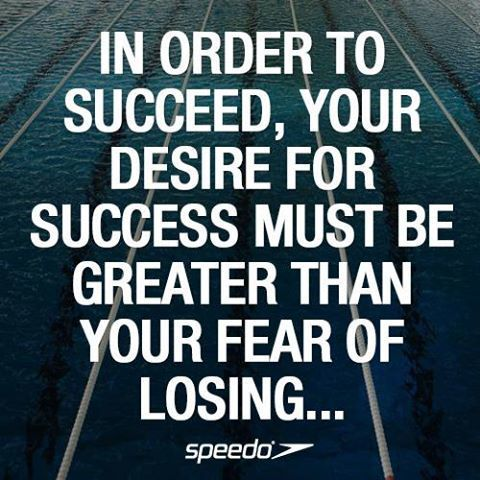 IN ORDER TO
SUCCEED, YOUR
DESIRE FOR
SUCCESS MUST BE
GREATER THAN
YOUR FEAR OF
LOSING...
speedo